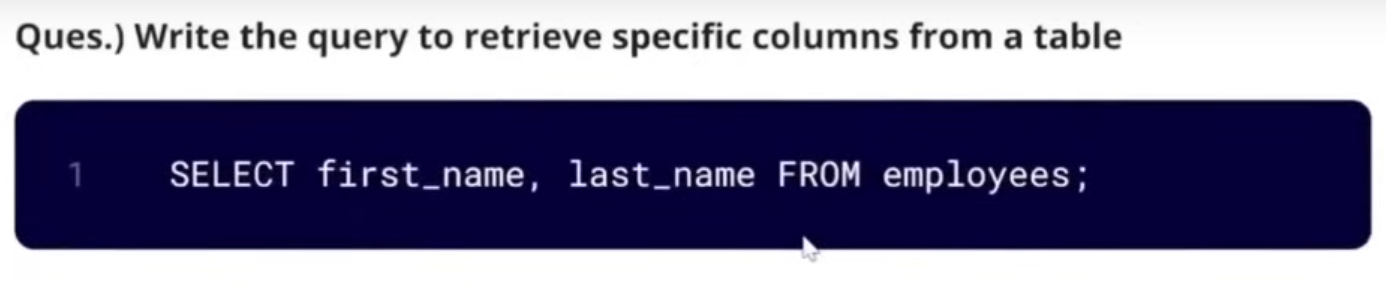 Ques.) Write the query to retrieve specific columns from a table
1 SELECT first_name, last_name FROM employees;